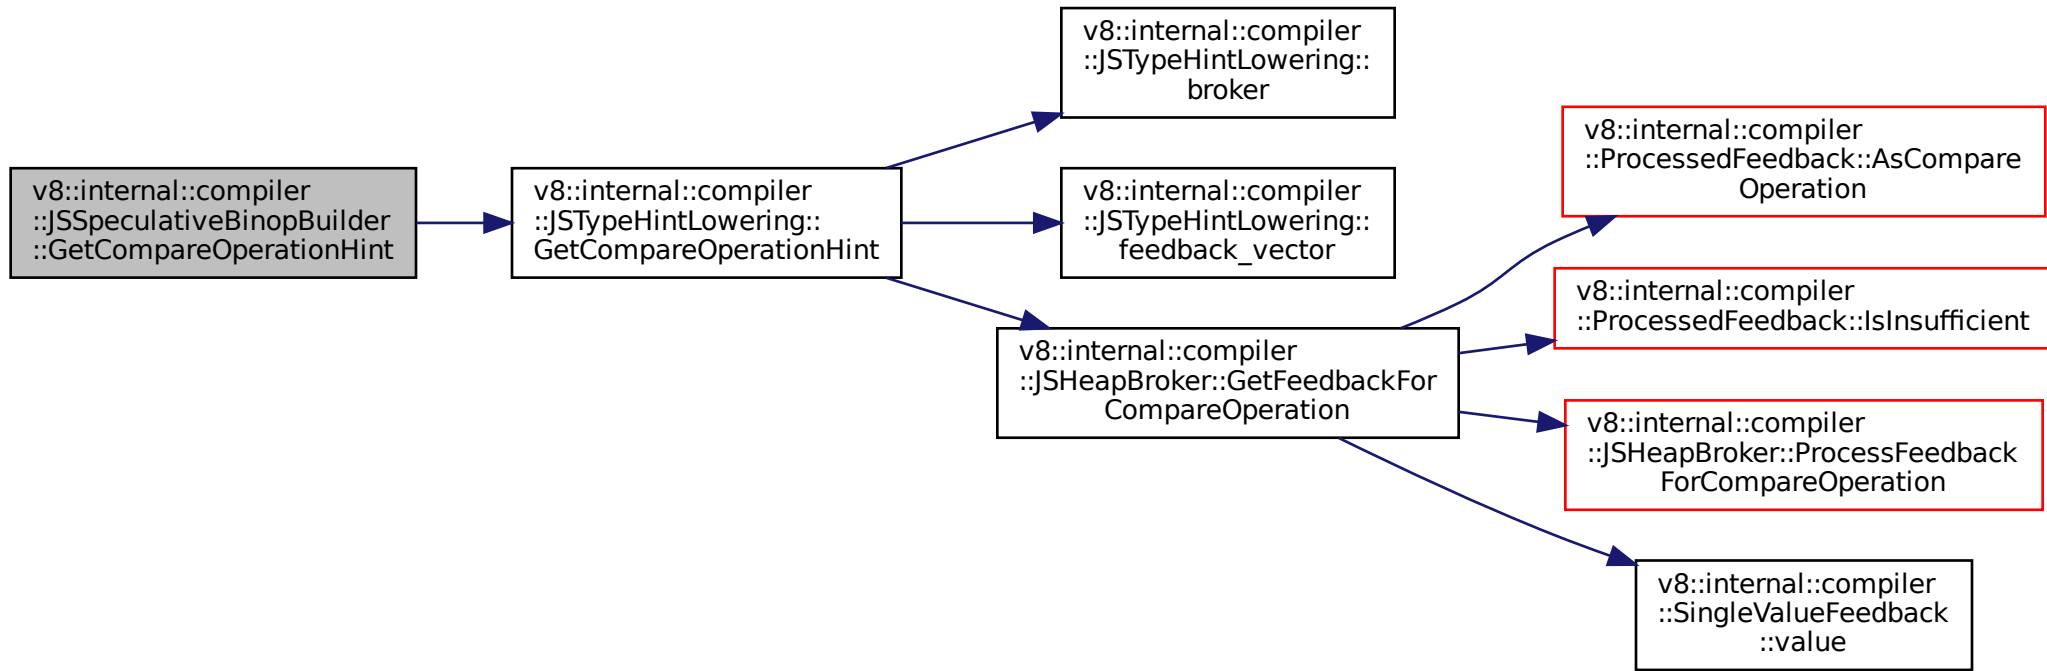 v8::internal::compiler
::JSSpeculativeBinopBuilder
::GetCompareOperationHint
v8::internal::compiler
::JSTypeHintLowering::
GetCompareOperationHint
v8::internal::compiler
::JSTypeHintLowering::
broker
v8::internal::compiler
::JSTypeHintLowering::
feedback_vector
v8::internal::compiler
::JSHeapBroker::GetFeedbackFor
CompareOperation
v8::internal::compiler
::ProcessedFeedback::AsCompare
Operation
v8::internal::compiler
::ProcessedFeedback::IsInsufficient
v8::internal::compiler
::JSHeapBroker::ProcessFeedback
ForCompareOperation
v8::internal::compiler
::SingleValueFeedback
::value